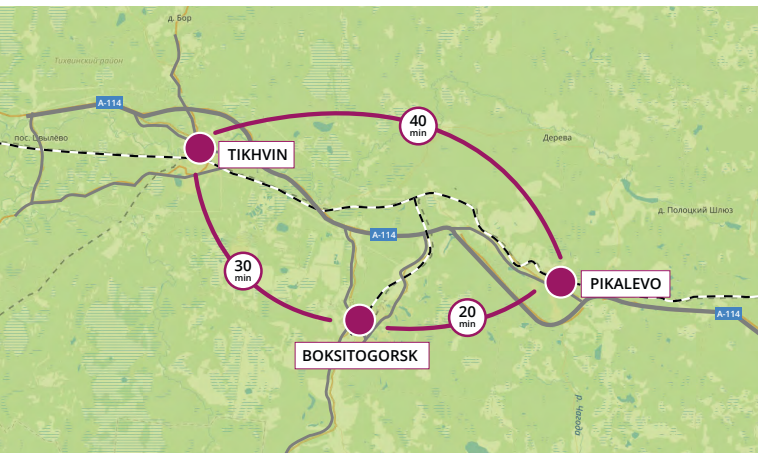 д. Бор
Тихвинский район
А-114
40
min
пос. Цвылёво
Дерева
TIKHVIN
д. Полоцкий Шлюз
А-114
30
min
PIKALEVO
20
min
А-114
BOKSITOGORSK
р. Чагода